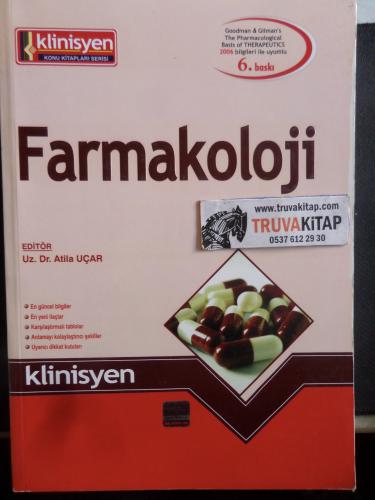 klinisyen
KONU KİTAPLARI SERİSİ
Goodman & Gilman's
The Pharmacological
Basis of THERAPEUTICS
2006 bilgileri ile uyumlu
6. baskı
Farmakoloji
www.truvakitap.com
TRUVAKİTAP
0537 612 29 30
EDİTÖR
Uz. Dr. Atila UÇAR
En güncel bilgiler
En yeni ilaçlar
Karşılaştırmalı tablolar
Anlamayı kolaylaştırıcı şekiller
Uyarıcı dikkat kutuları
klinisyen